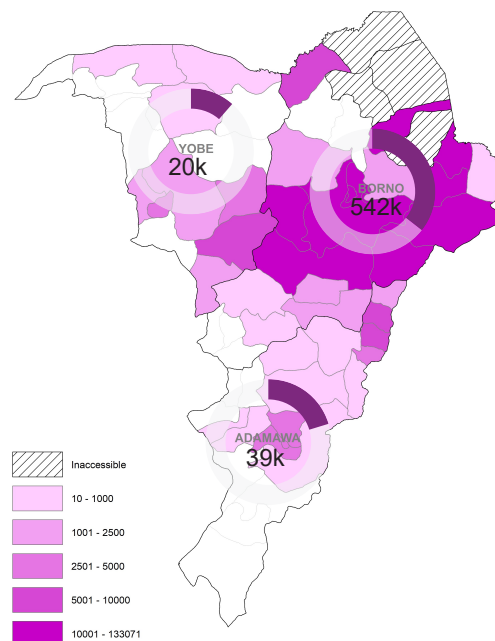 YOBE
20k
BORNO
542k
ADAMAWA
39k
Inaccessible
10 - 1000
1001 - 2500
2501 - 5000
5001 - 10000
10001 - 133071